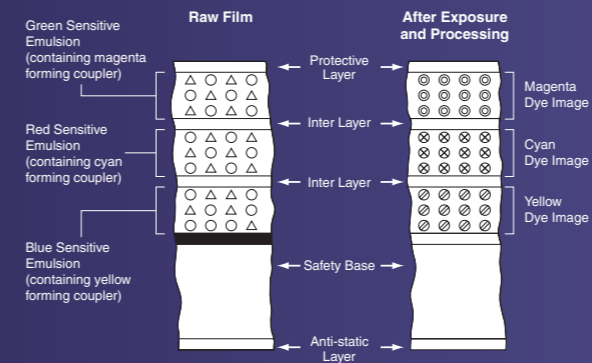 Raw Film
After Exposure
and Processing
Green Sensitive
Emulsion
(containing magenta
forming coupler)
Red Sensitive
Emulsion
(containing cyan
forming coupler)
Blue Sensitive
Emulsion
(containing yellow
forming coupler)
Protective
Layer
Inter Layer
Inter Layer
Safety Base
Anti-static
Layer
Magenta
Dye Image
Cyan
Dye Image
Yellow
Dye Image